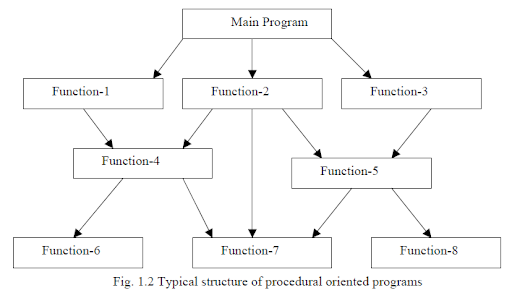 Main Program
Function-1
Function-2
Function-3
Function-4
Function-5
Function-6
Function-7
Function-8
Fig. 1.2 Typical structure of procedural oriented programs